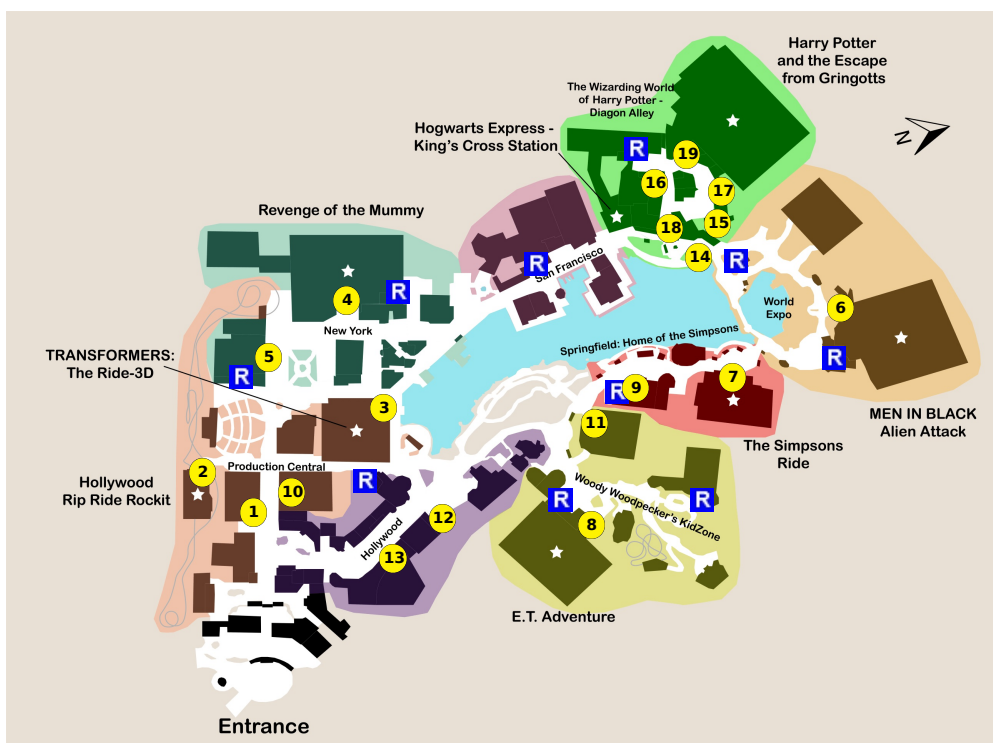 Harry Potter
and the Escape
from Gringotts
The Wizarding World
of Harry Potter -
Diagon Alley
Hogwarts Express -
King's Cross Station
N
R
19
16
17
Revenge of the Mummy
18
15
San Francisco
R
14
R
R
4
World
Expo
6
New York
Springfield: Home of the Simpsons
TRANSFORMERS:
The Ride-3D
5
R
R
7
R
9
3
MEN IN BLACK
Alien Attack
11
The Simpsons
Ride
Production Central
2
Hollywood
Rip Ride Rockit
R
10
1
12
Woody Woodpecker's KidZone
R
R
8
Hollywood
13
E.T. Adventure
Entrance